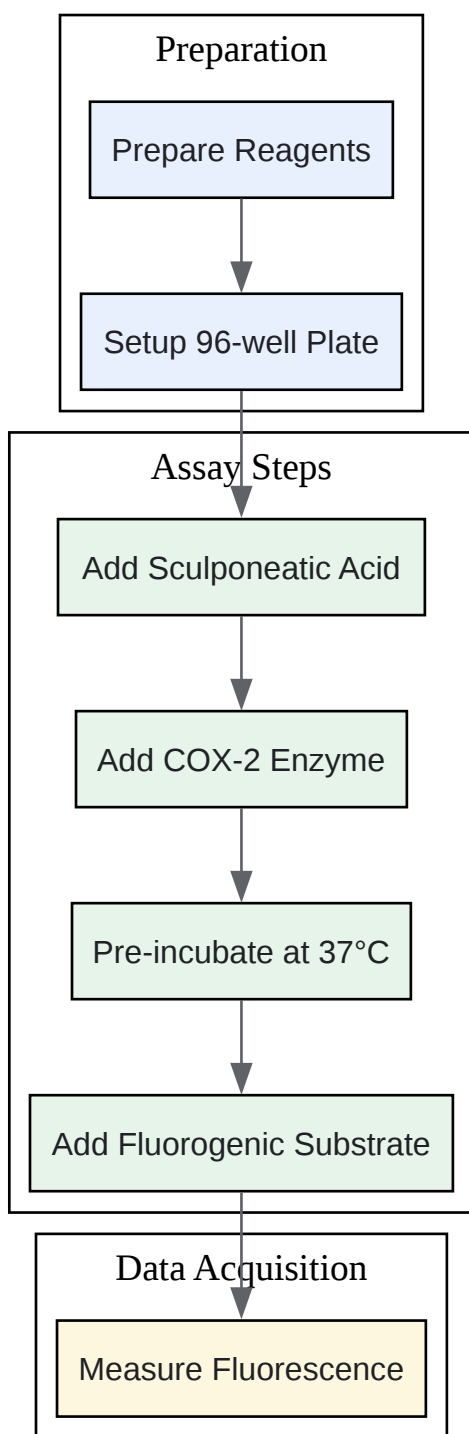 Preparation
Prepare Reagents
Setup 96-well Plate
Assay Steps
Add Sculponeatic Acid
Add COX-2 Enzyme
Pre-incubate at 37°C
Add Fluorogenic Substrate
Data Acquisition
Measure Fluorescence